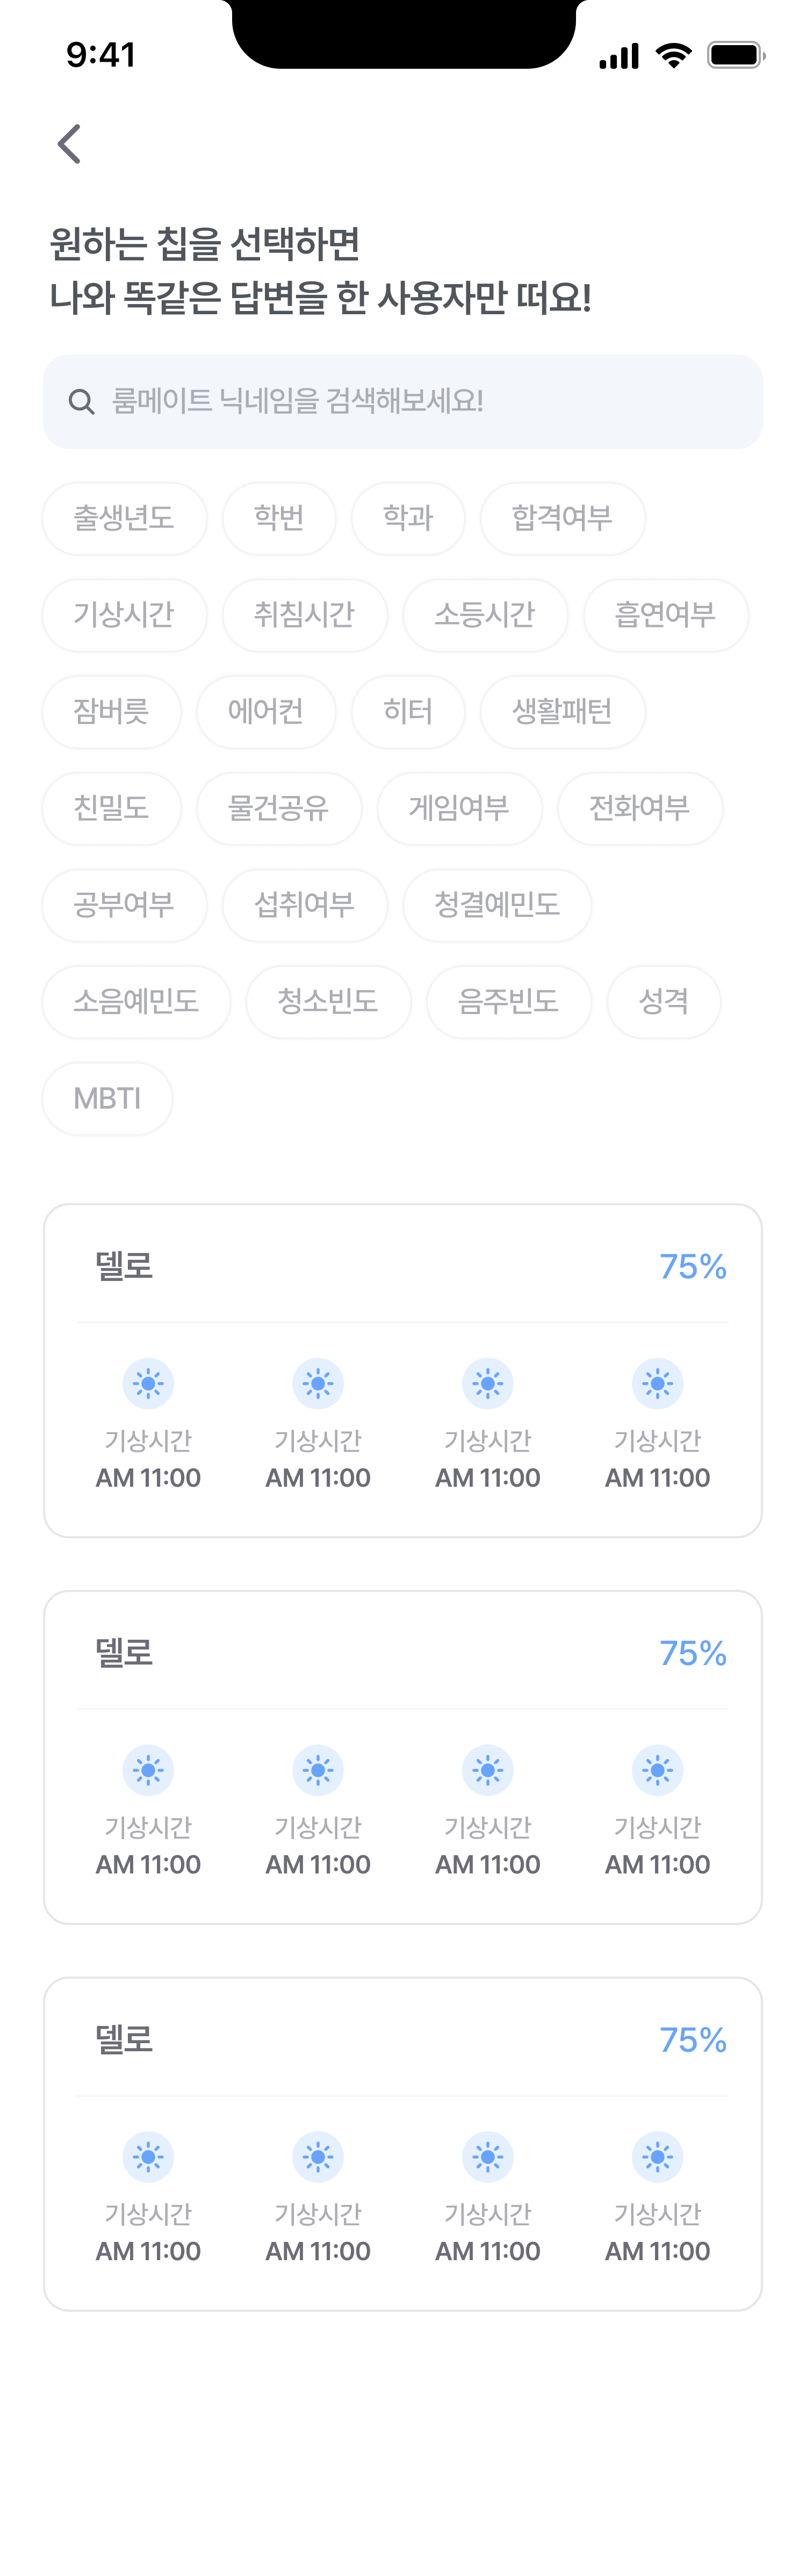 9:41
원하는 칩을 선택하면
나와 똑같은 답변을 한 사용자만 떠요!
룸메이트 닉네임을 검색해보세요!
출생년도 학번 학과 합격여부
기상시간 취침시간 소등시간 흡연여부
잠버릇 에어컨 히터 생활패턴
친밀도 물건공유 게임여부 전화여부
공부여부 섭취여부 청결예민도
소음예민도 청소빈도 음주빈도 성격
MBTI
델로 75%
기상시간 기상시간 기상시간 기상시간
AM 11:00 AM 11:00 AM 11:00 AM 11:00
델로 75%
기상시간 기상시간 기상시간 기상시간
AM 11:00 AM 11:00 AM 11:00 AM 11:00
델로 75%
기상시간 기상시간 기상시간 기상시간
AM 11:00 AM 11:00 AM 11:00 AM 11:00